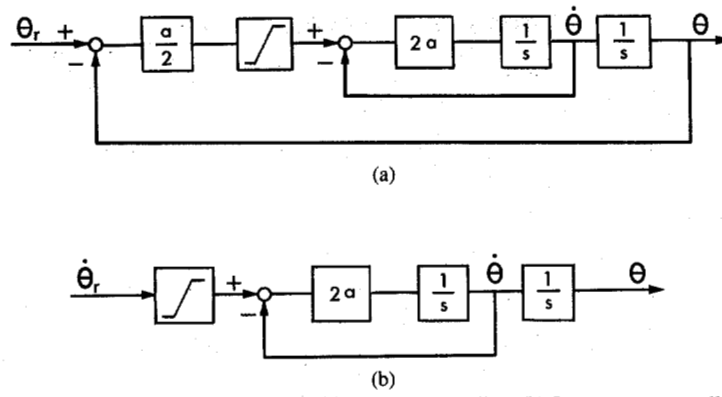 θ̇ θ
θr + − a/2 + − 2a 1/s 1/s
(a)
θ̇r + − 2a 1/s θ̇ 1/s θ
(b)